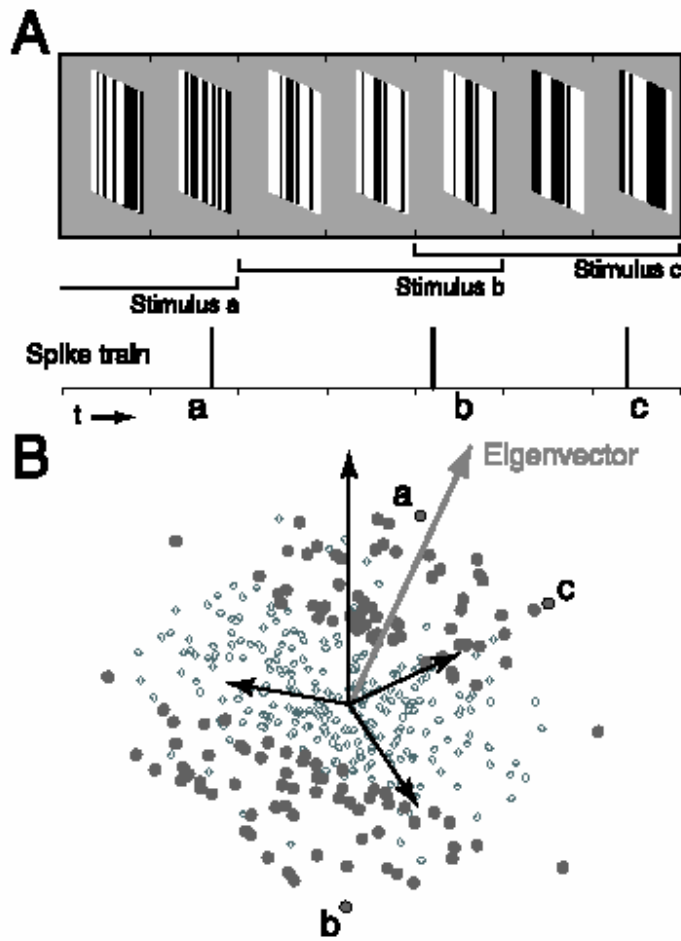 A
Stimulus a
Stimulus b
Stimulus c
Spike train
a
b
c
t
B
Eigenvector
a
c
b